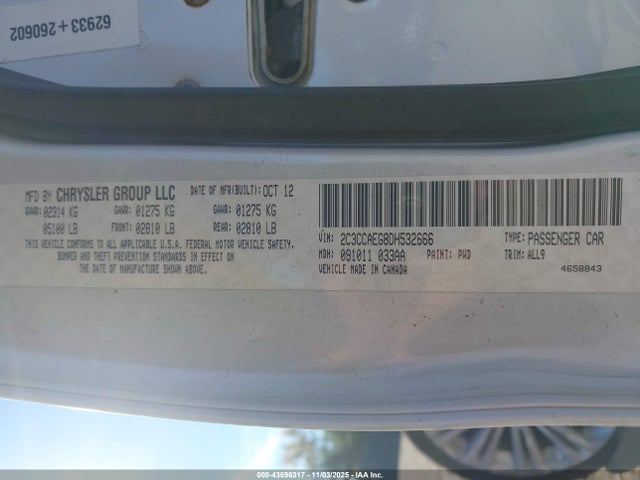 62933+260602
MFD BY CHRYSLER GROUP LLC DATE OF MFR(BUILT): OCT 12
GVWR: 02314 KG GAWR: 01275 KG GAWR: 01275 KG
05100 LB FRONT: 02810 LB REAR: 02810 LB
THIS VEHICLE CONFORMS TO ALL APPLICABLE U.S.A. FEDERAL MOTOR VEHICLE SAFETY,
BUMPER AND THEFT PREVENTION STANDARDS IN EFFECT ON
THE DATE OF MANUFACTURE SHOWN ABOVE.
VIN: 2C3CCAEG8DH532666 TYPE: PASSENGER CAR
MDH: 091011 033AA PAINT: PWD TRIM: ALL9
VEHICLE MADE IN CANADA 4658843
000-43598317 - 11/03/2025 - IAA Inc.